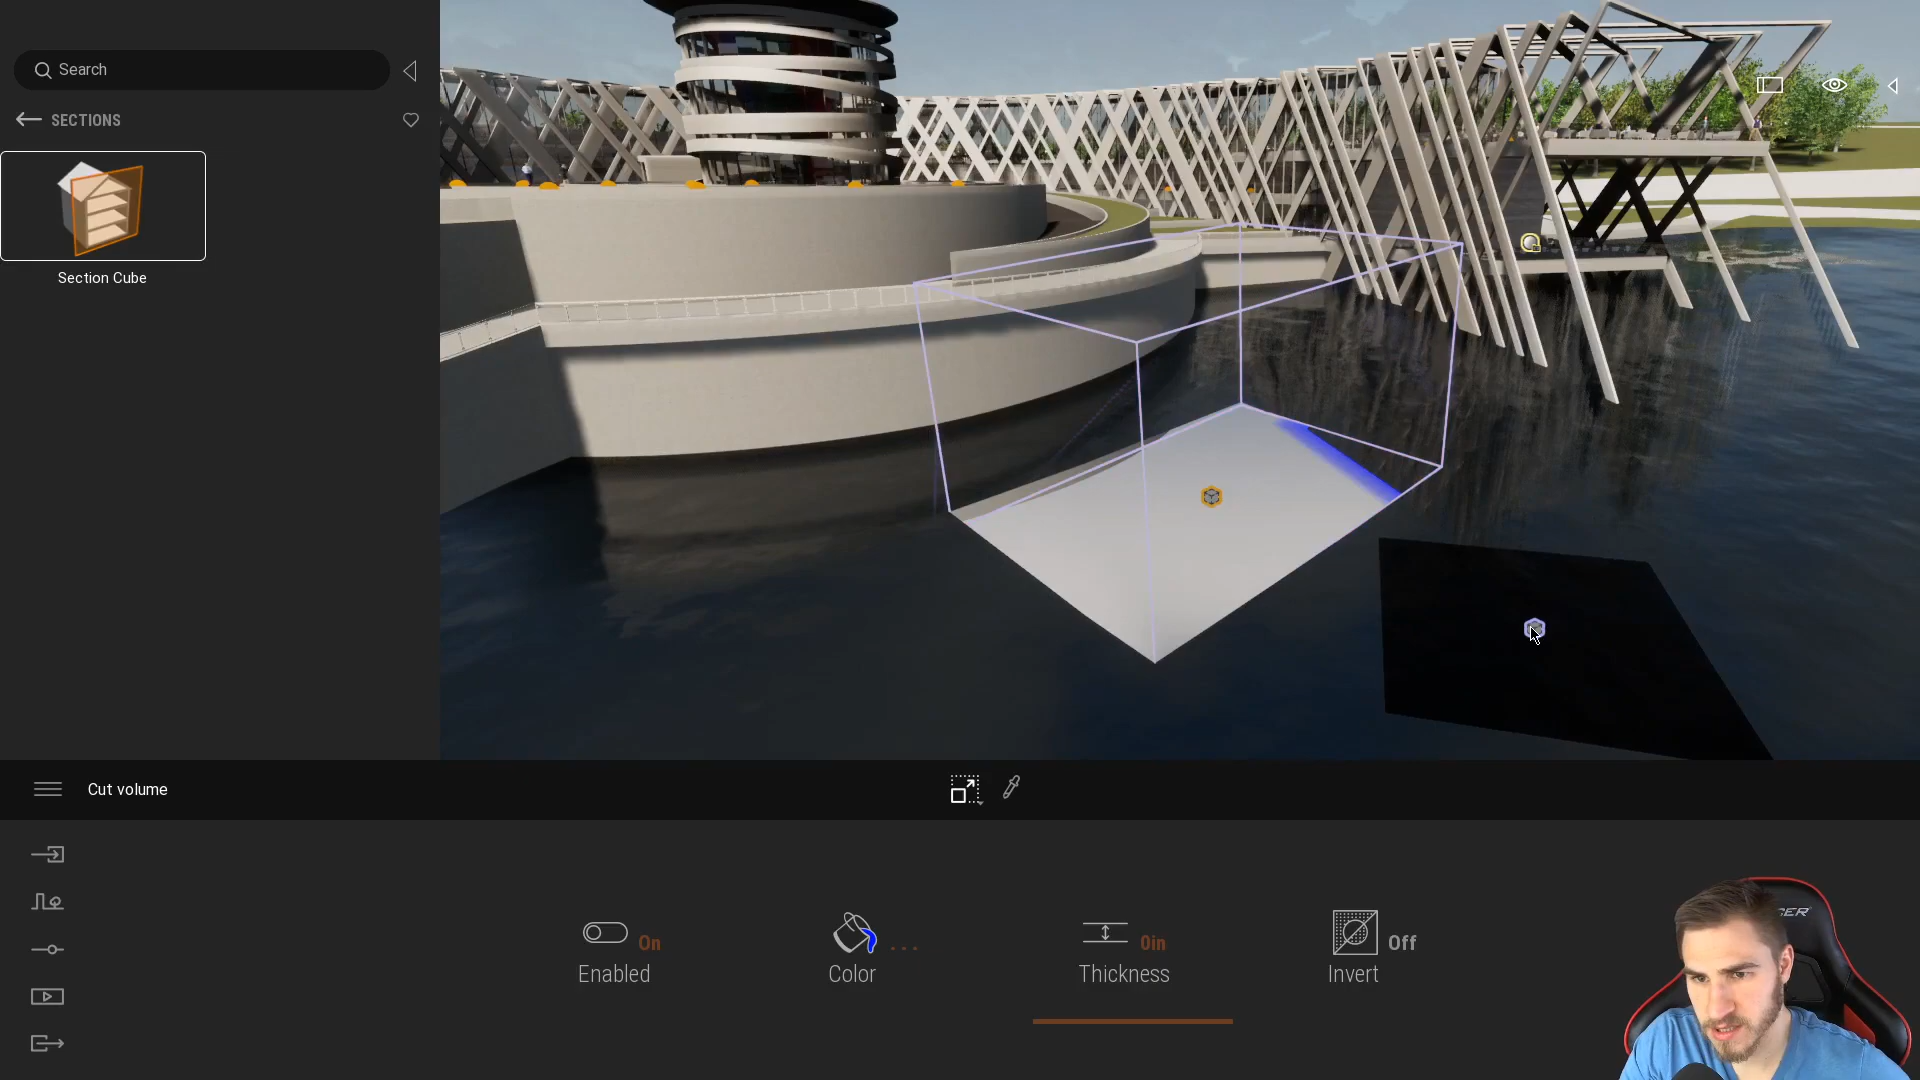 Search
SECTIONS
Section Cube
Cut volume
On
Enabled
...
Color
0in
Thickness
Off
Invert